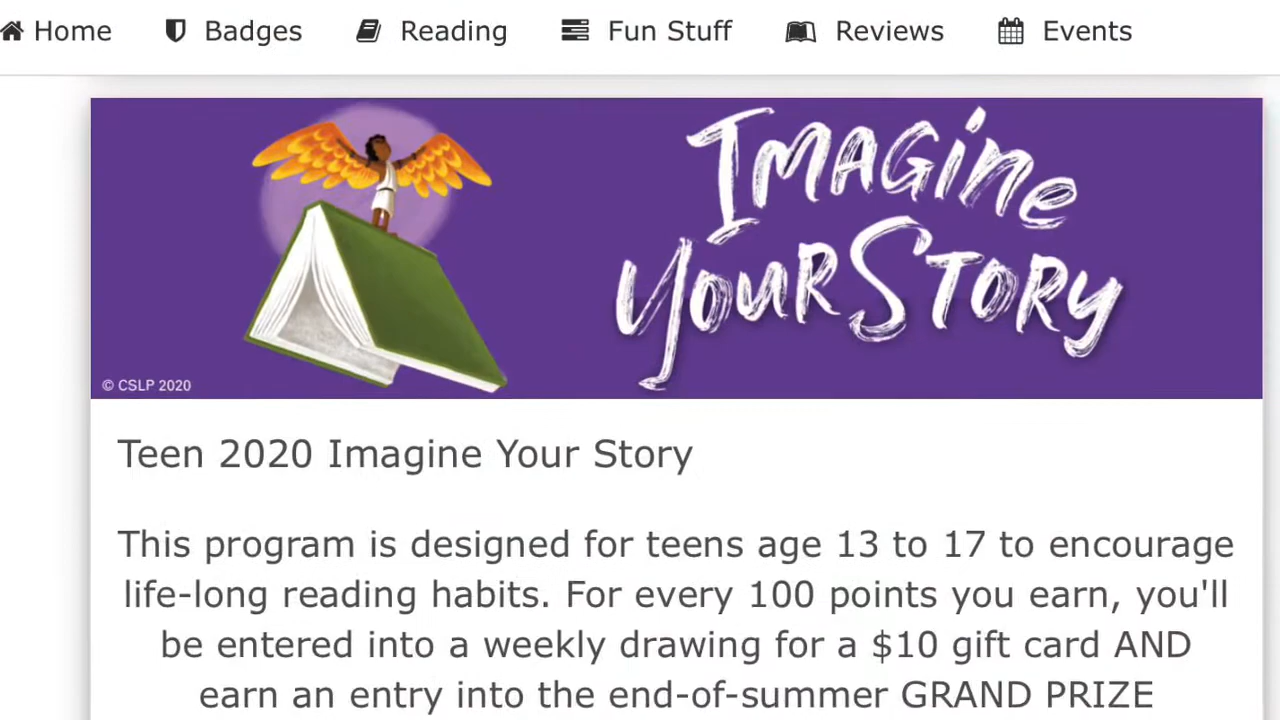 Home Badges Reading Fun Stuff Reviews Events
IMAGine
YOURSTORY
© CSLP 2020
Teen 2020 Imagine Your Story
This program is designed for teens age 13 to 17 to encourage
life-long reading habits. For every 100 points you earn, you'll
be entered into a weekly drawing for a $10 gift card AND
earn an entry into the end-of-summer GRAND PRIZE